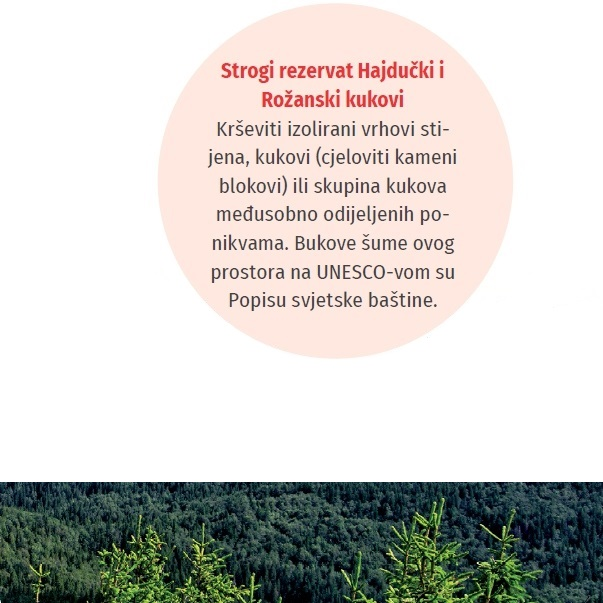 Strogi rezervat Hajdučki i
Rožanski kukovi
Krševiti izolirani vrhovi sti-
jena, kukovi (cjeloviti kameni
blokovi) ili skupina kukova
međusobno odijeljenih po-
nikvama. Bukove šume ovog
prostora na UNESCO-vom su
Popisu svjetske baštine.